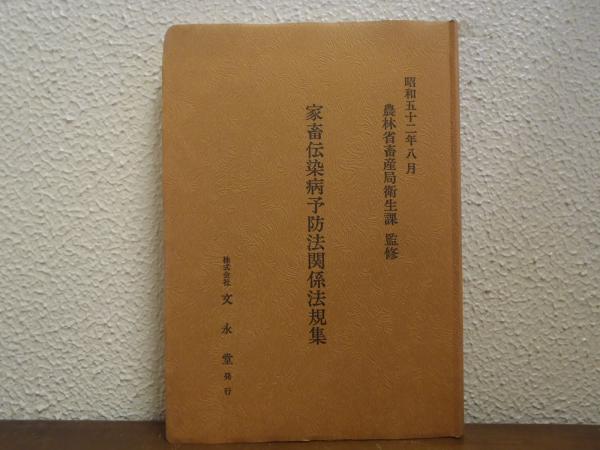 昭和五十二年八月
農林省畜産局衛生課 監修
家畜伝染病予防法関係法規集
株式会社 文永堂 発行